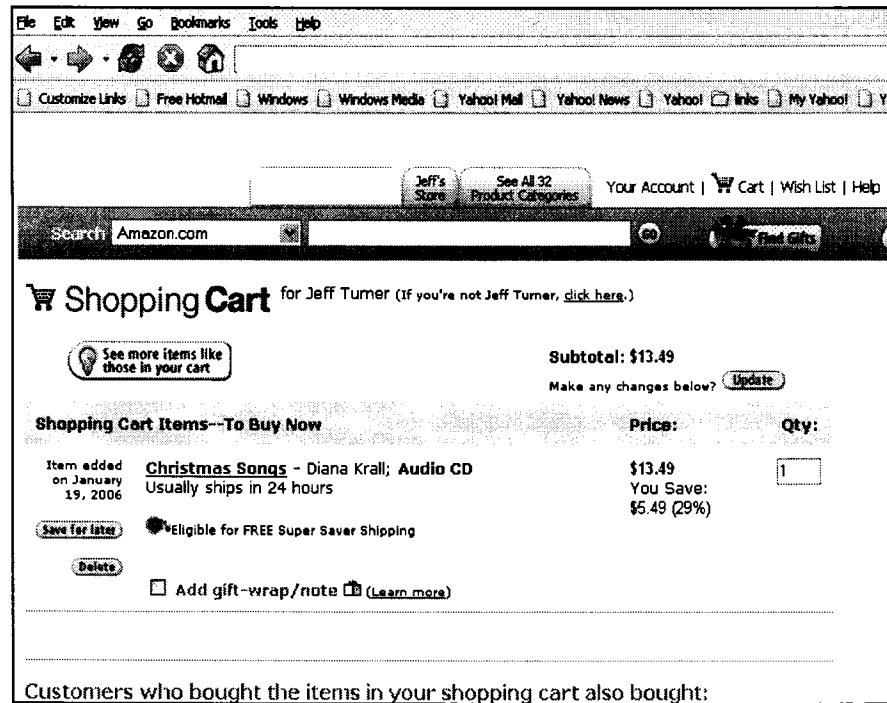 File Edit View Go Bookmarks Tools Help
Customize Links Free Hotmail Windows Windows Media Yahoo! Mail Yahoo! News Yahoo! links My Yahoo! Y
Jeff's Store See All 32 Product Categories Your Account | Cart | Wish List | Help
Search Amazon.com GO Find Gifts
Shopping Cart for Jeff Turner (If you're not Jeff Turner, click here.)
See more items like those in your cart
Subtotal: $13.49
Make any changes below? Update
Shopping Cart Items--To Buy Now Price: Qty:
Item added on January 19, 2006
Christmas Songs - Diana Krall; Audio CD
Usually ships in 24 hours
$13.49
You Save:
$5.49 (29%)
1
Save for later
Eligible for FREE Super Saver Shipping
Delete
Add gift-wrap/note (Learn more)
Customers who bought the items in your shopping cart also bought: